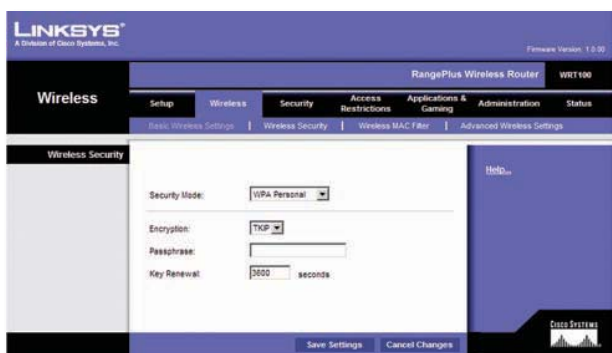 LINKSYS®
A Division of Cisco Systems, Inc.
Firmware Version: 1.0.00
RangePlus Wireless Router WRT100
Wireless
Setup Wireless Security Access Restrictions Applications & Gaming Administration Status
Basic Wireless Settings | Wireless Security | Wireless MAC Filter | Advanced Wireless Settings
Wireless Security
Help...
Security Mode: WPA Personal
Encryption: TKIP
Passphrase:
Key Renewal: 3600 seconds
Save Settings Cancel Changes
CISCO SYSTEMS